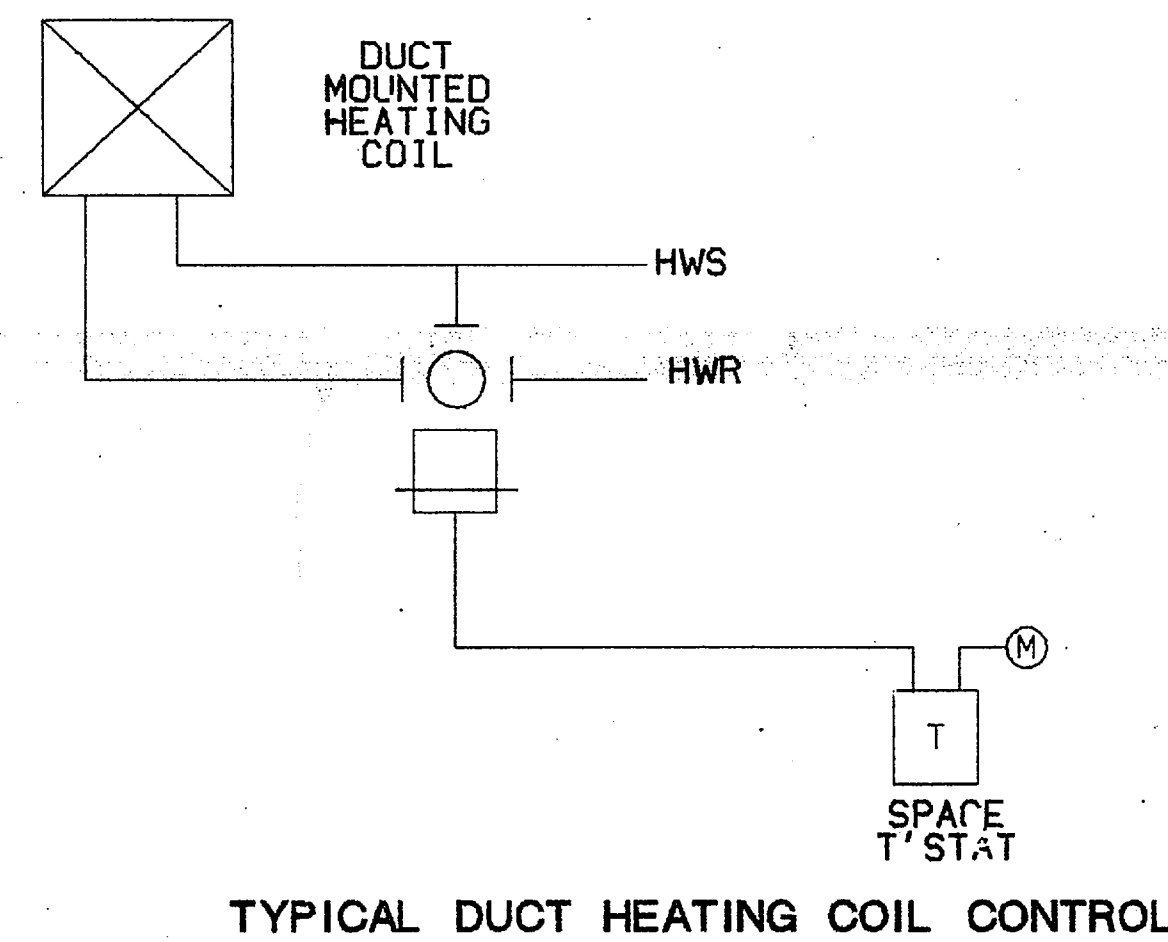 DUCT
MOUNTED
HEATING
COIL
HWS
HWR
M
T
SPACE
T'STAT
TYPICAL DUCT HEATING COIL CONTROL